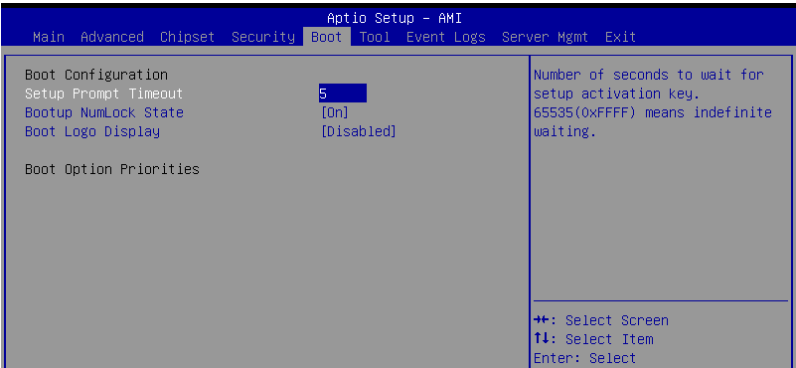 Aptio Setup – AMI
Main Advanced Chipset Security Boot Tool Event Logs Server Mgmt Exit
Boot Configuration
Setup Prompt Timeout 5
Bootup NumLock State [On]
Boot Logo Display [Disabled]
Boot Option Priorities
Number of seconds to wait for
setup activation key.
65535(0xFFFF) means indefinite
waiting.
→←: Select Screen
↑↓: Select Item
Enter: Select